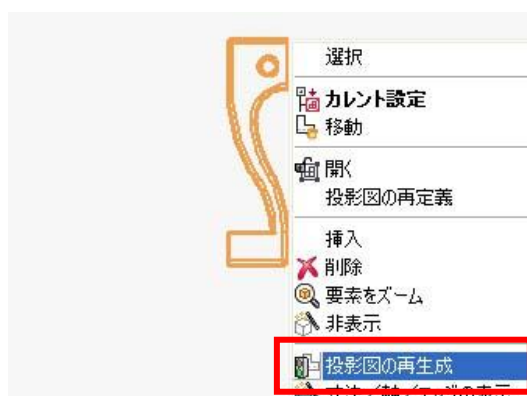 選択
カレント設定
移動
開く
投影図の再定義
挿入
削除
要素をズーム
非表示
投影図の再生成